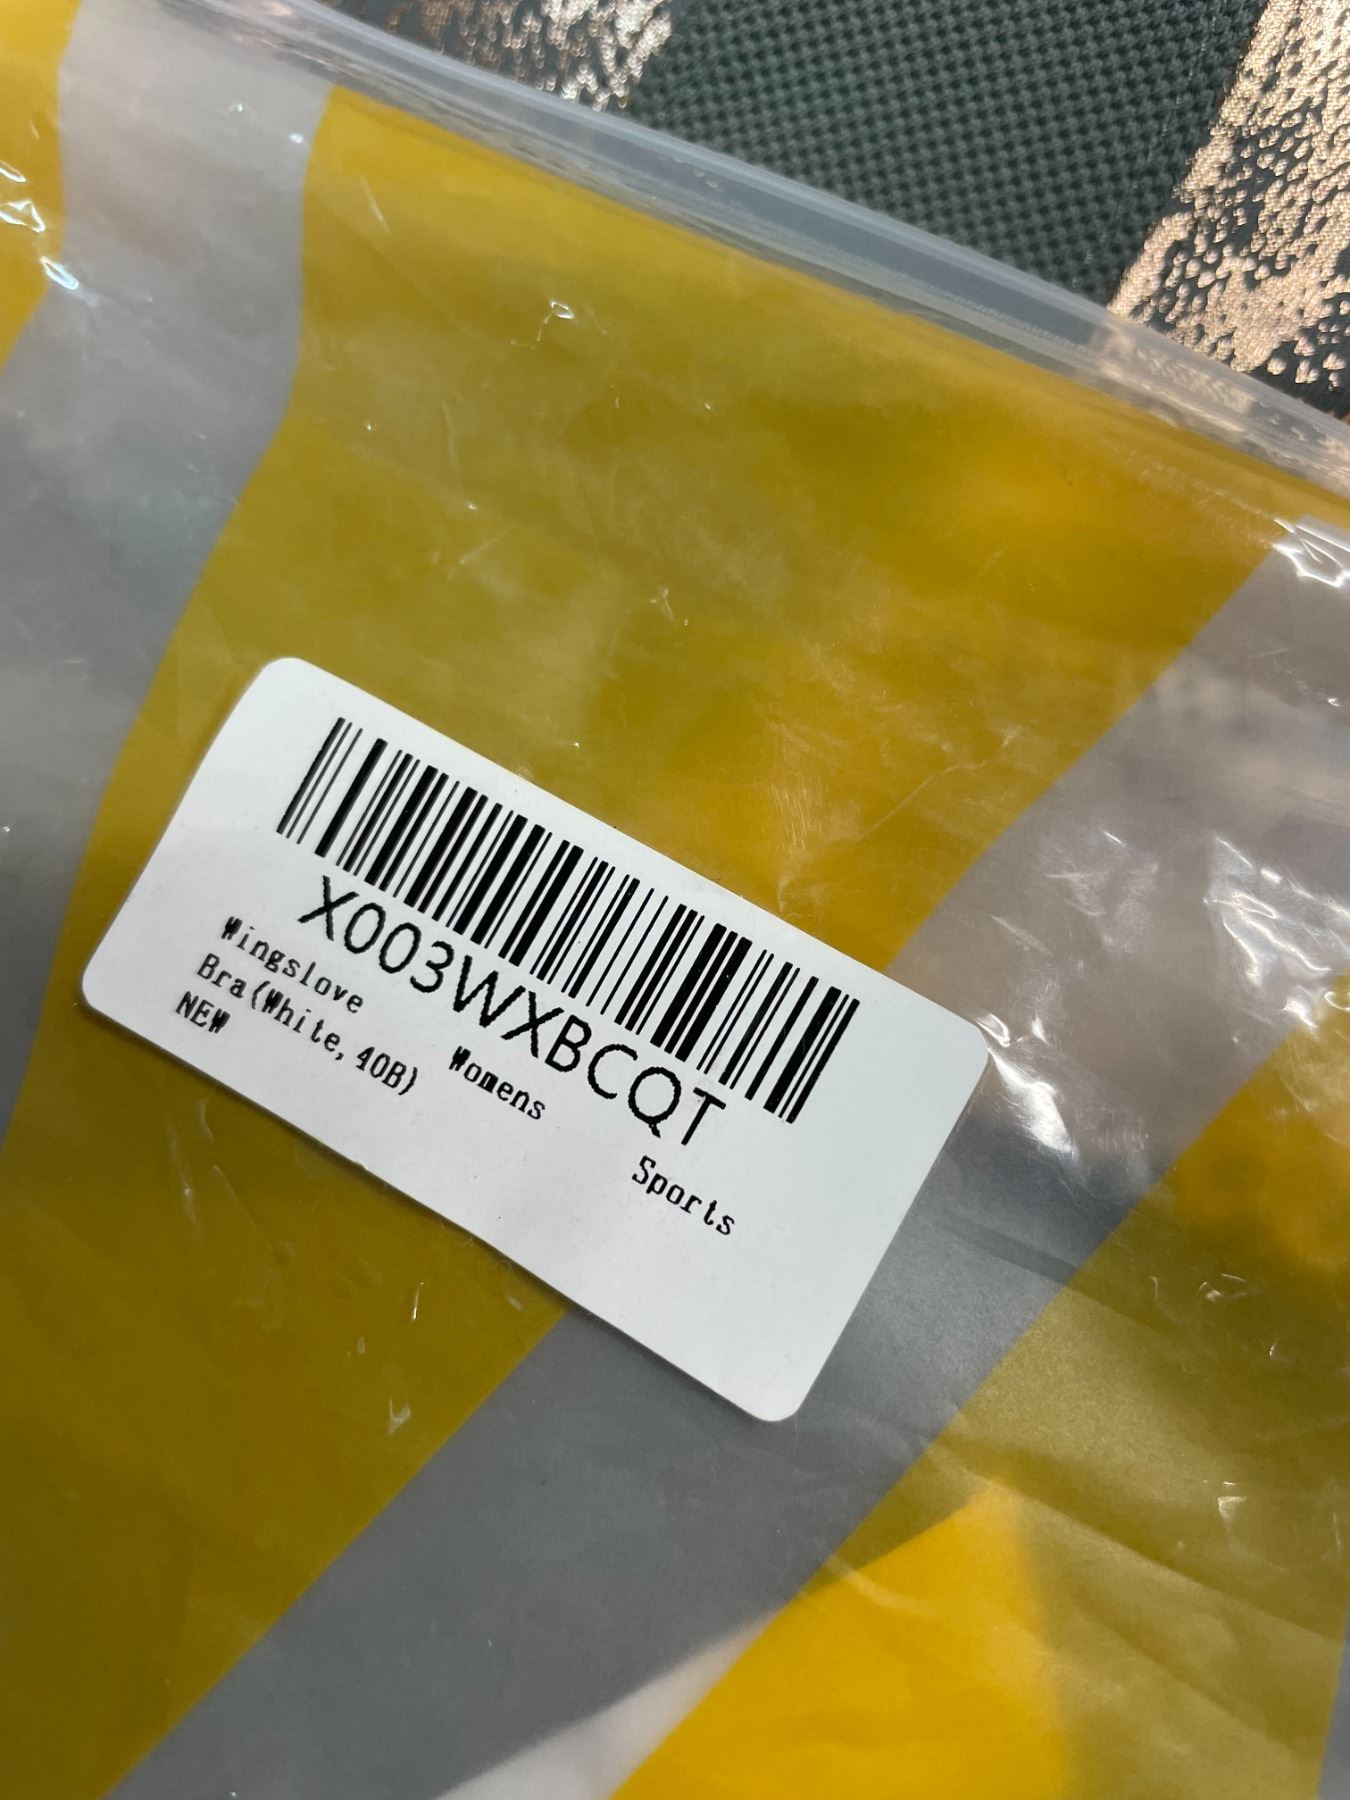 X003WXBCQT
Wingslove Womens Sports
Bra(White, 40B)
NEW